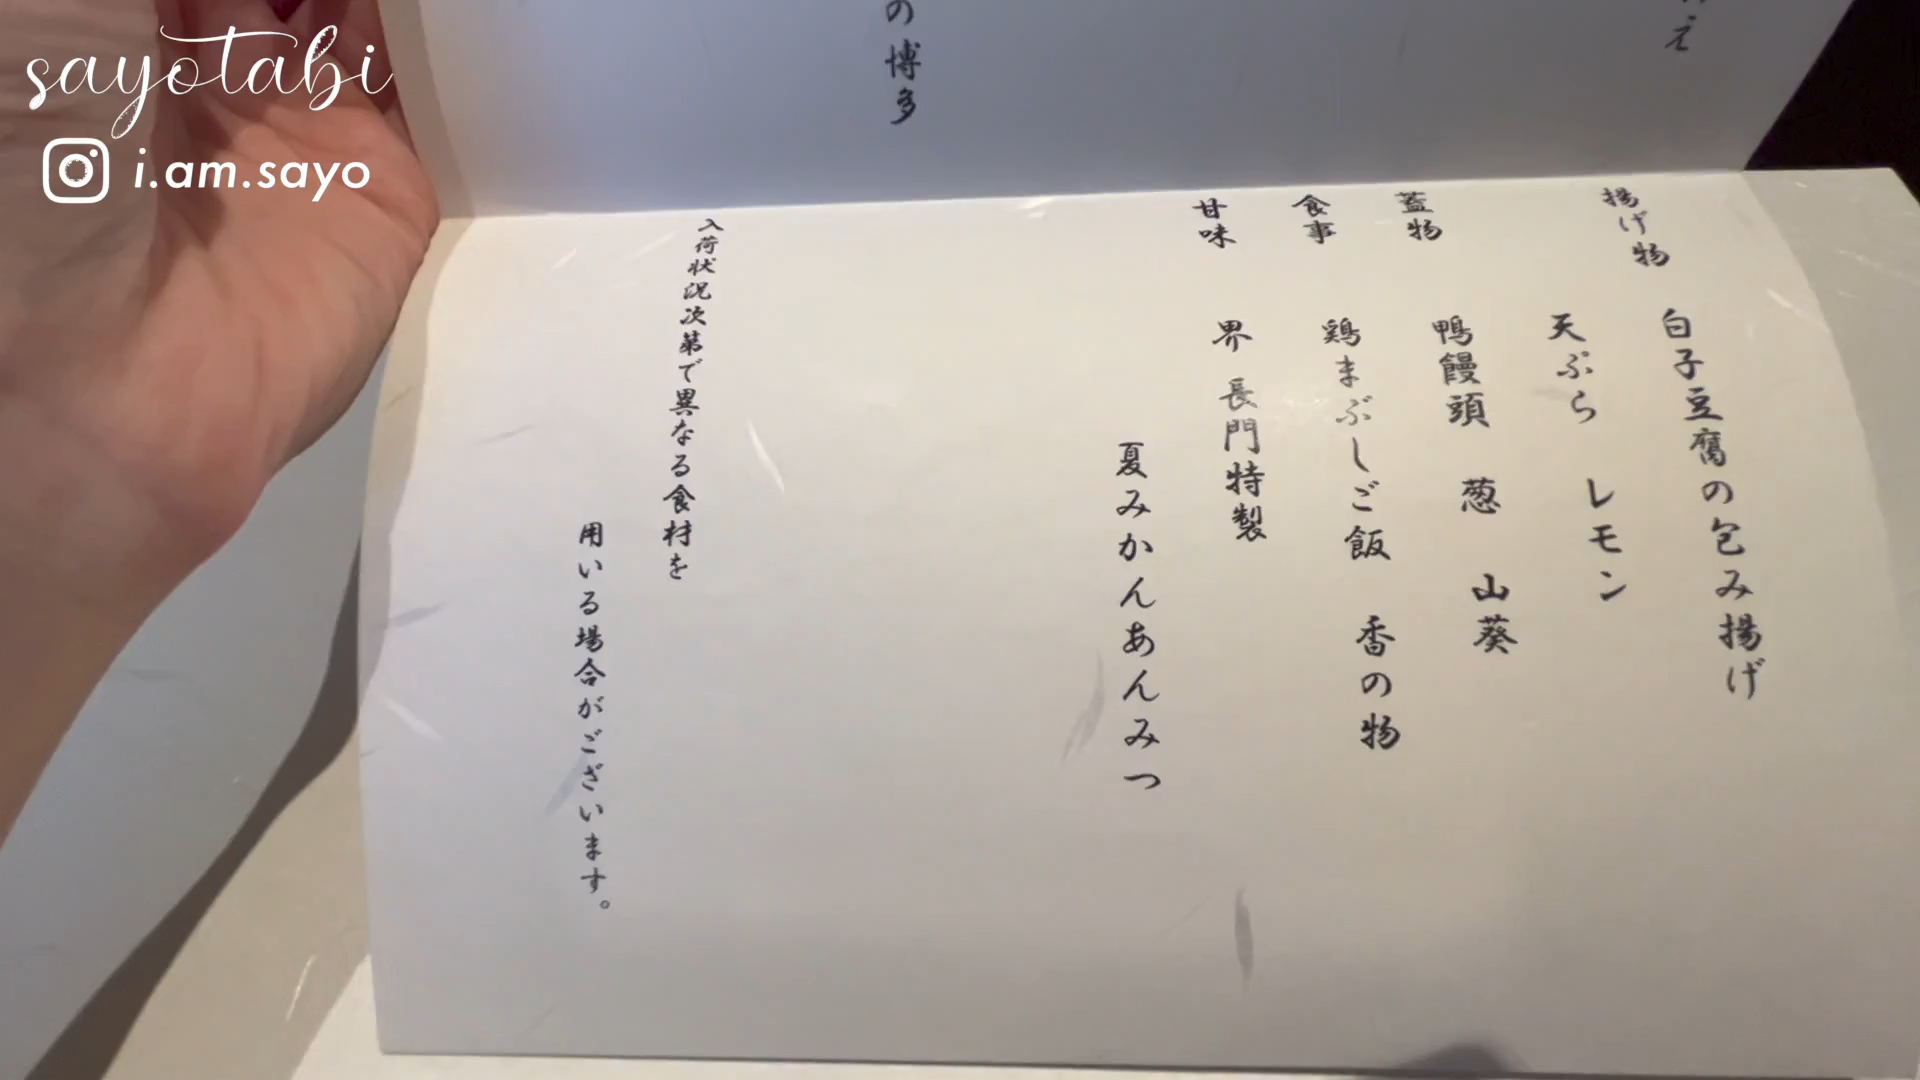 sayotabi
i.am.sayo
の博多
え
揚げ物
白子豆腐の包み揚げ
天ぷら レモン
蓋物
鴨饅頭 葱 山葵
食事
鶏まぶしご飯 香の物
甘味
界 長門特製
夏みかんあんみつ
入荷状況次第で異なる食材を
用いる場合がございます。